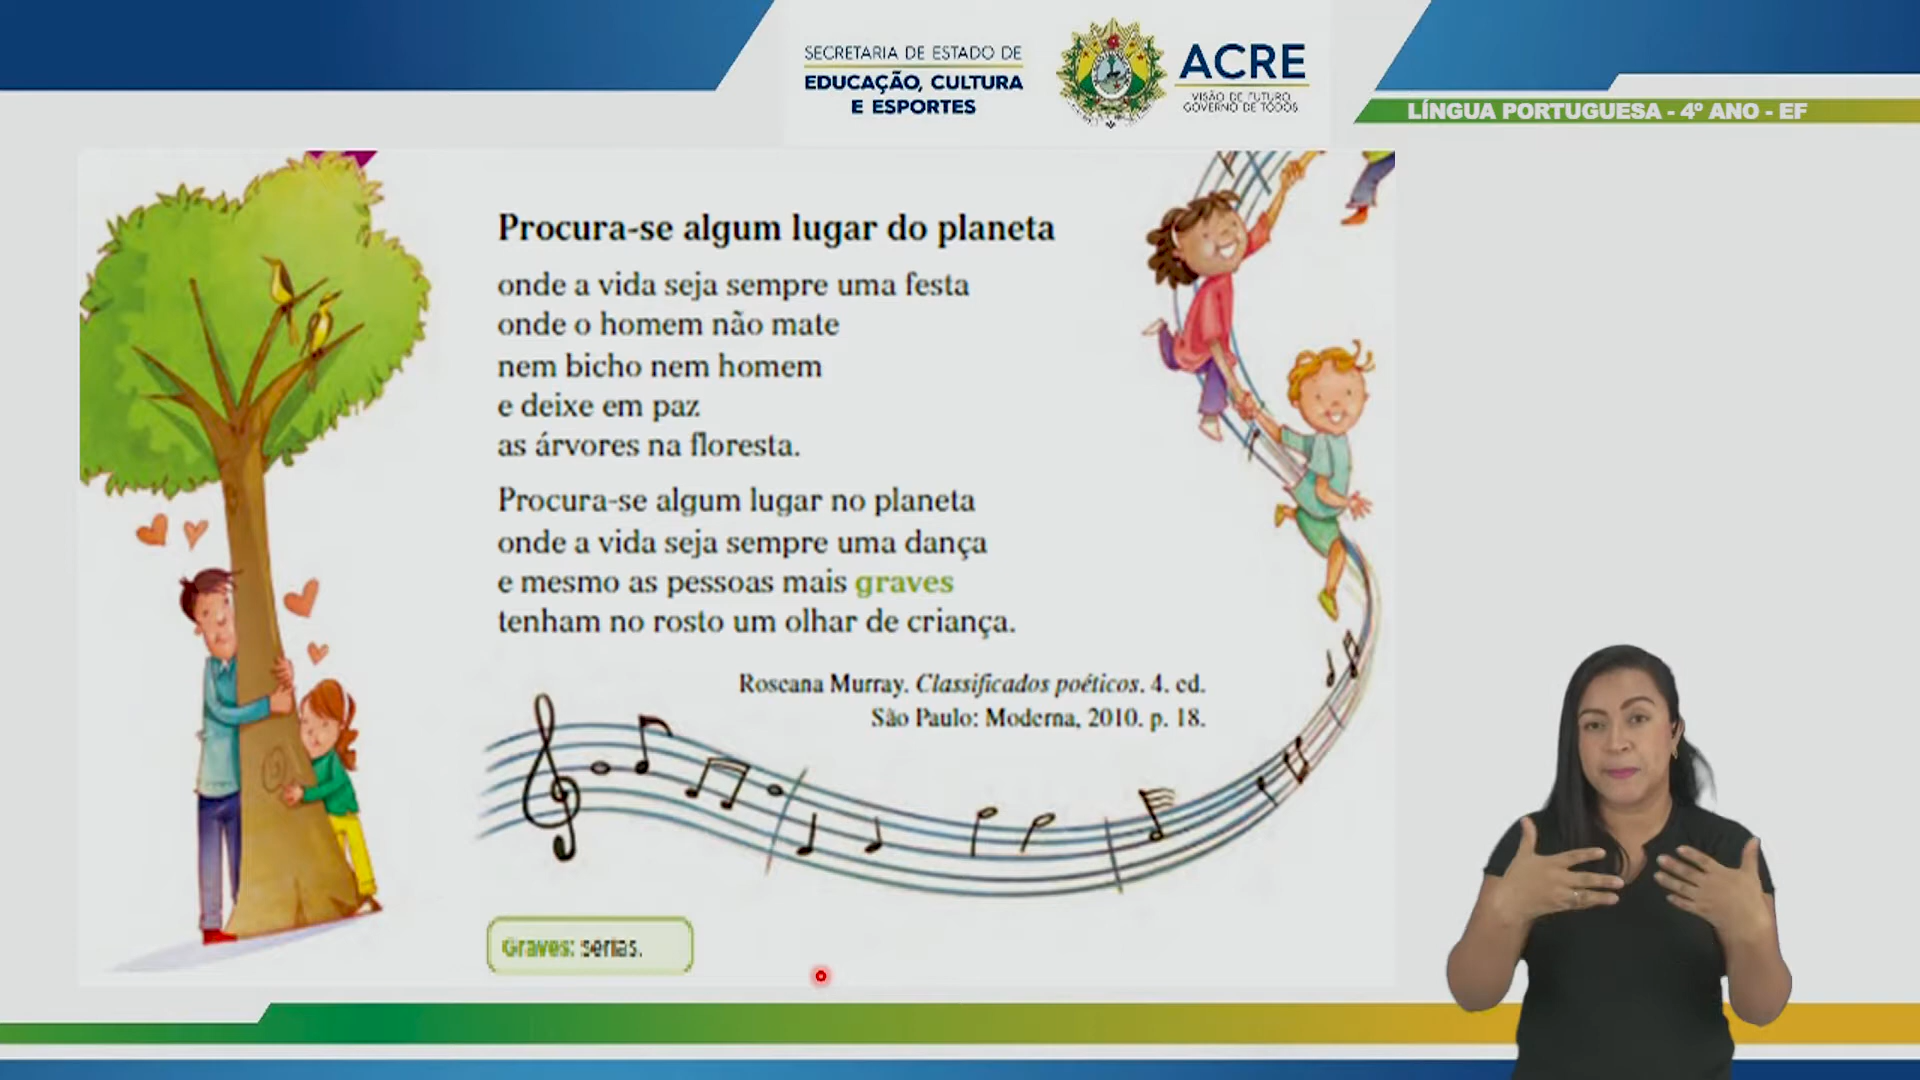 SECRETARIA DE ESTADO DE
EDUCAÇÃO, CULTURA
E ESPORTES
ACRE
VISÃO DE FUTURO,
GOVERNO DE TODOS
LÍNGUA PORTUGUESA - 4º ANO - EF
Procura-se algum lugar do planeta
onde a vida seja sempre uma festa
onde o homem não mate
nem bicho nem homem
e deixe em paz
as árvores na floresta.
Procura-se algum lugar no planeta
onde a vida seja sempre uma dança
e mesmo as pessoas mais graves
tenham no rosto um olhar de criança.
Roseana Murray. Classificados poéticos. 4. ed.
São Paulo: Moderna, 2010. p. 18.
Graves: serias.